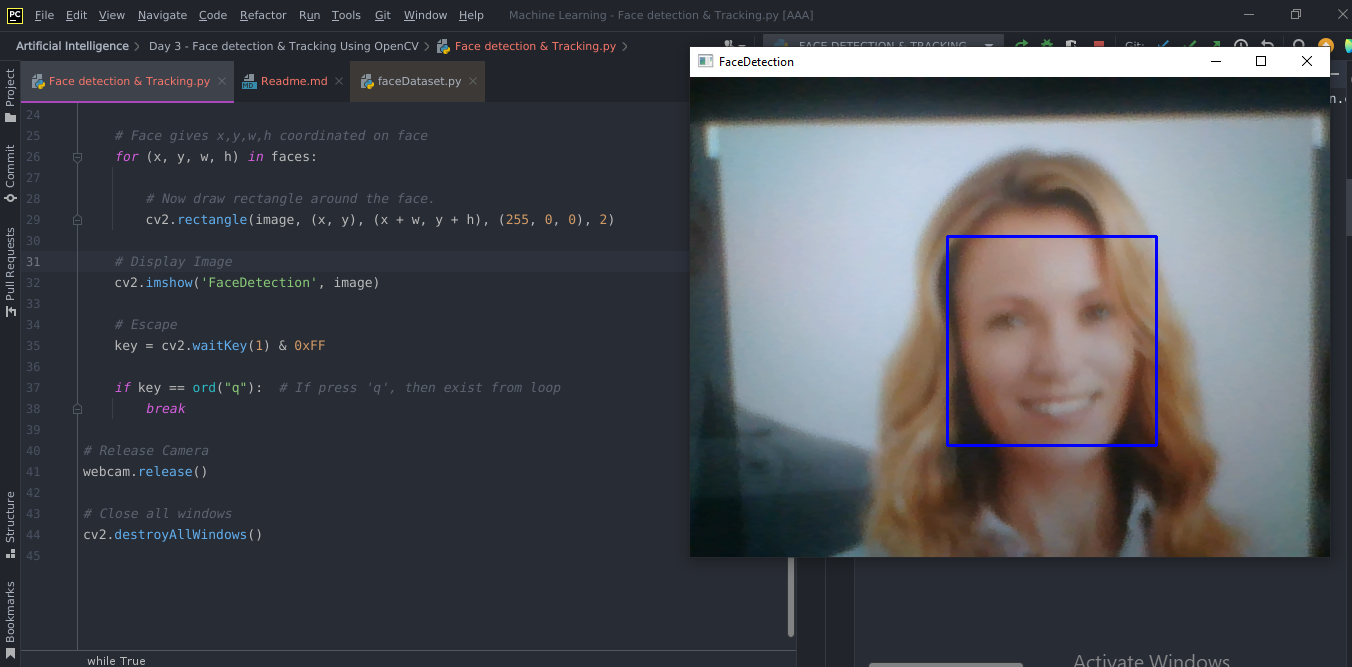 PC File Edit View Navigate Code Refactor Run Tools Git Window Help Machine Learning - Face detection & Tracking.py [AAA]
Artificial Intelligence Day 3 - Face detection & Tracking Using OpenCV Face detection & Tracking.py FACE DETECTION & TRACKING Git:
FaceDetection
Face detection & Tracking.py Readme.md faceDataset.py
Project
Commit
Pull Requests
Structure
Bookmarks
24
25 # Face gives x,y,w,h coordinated on face
26 for (x, y, w, h) in faces:
27
28 # Now draw rectangle around the face.
29 cv2.rectangle(image, (x, y), (x + w, y + h), (255, 0, 0), 2)
30
31 # Display Image
32 cv2.imshow('FaceDetection', image)
33
34 # Escape
35 key = cv2.waitKey(1) & 0xFF
36
37 if key == ord("q"): # If press 'q', then exist from loop
38 break
39
40 # Release Camera
41 webcam.release()
42
43 # Close all windows
44 cv2.destroyAllWindows()
45
while True
Activate Windows